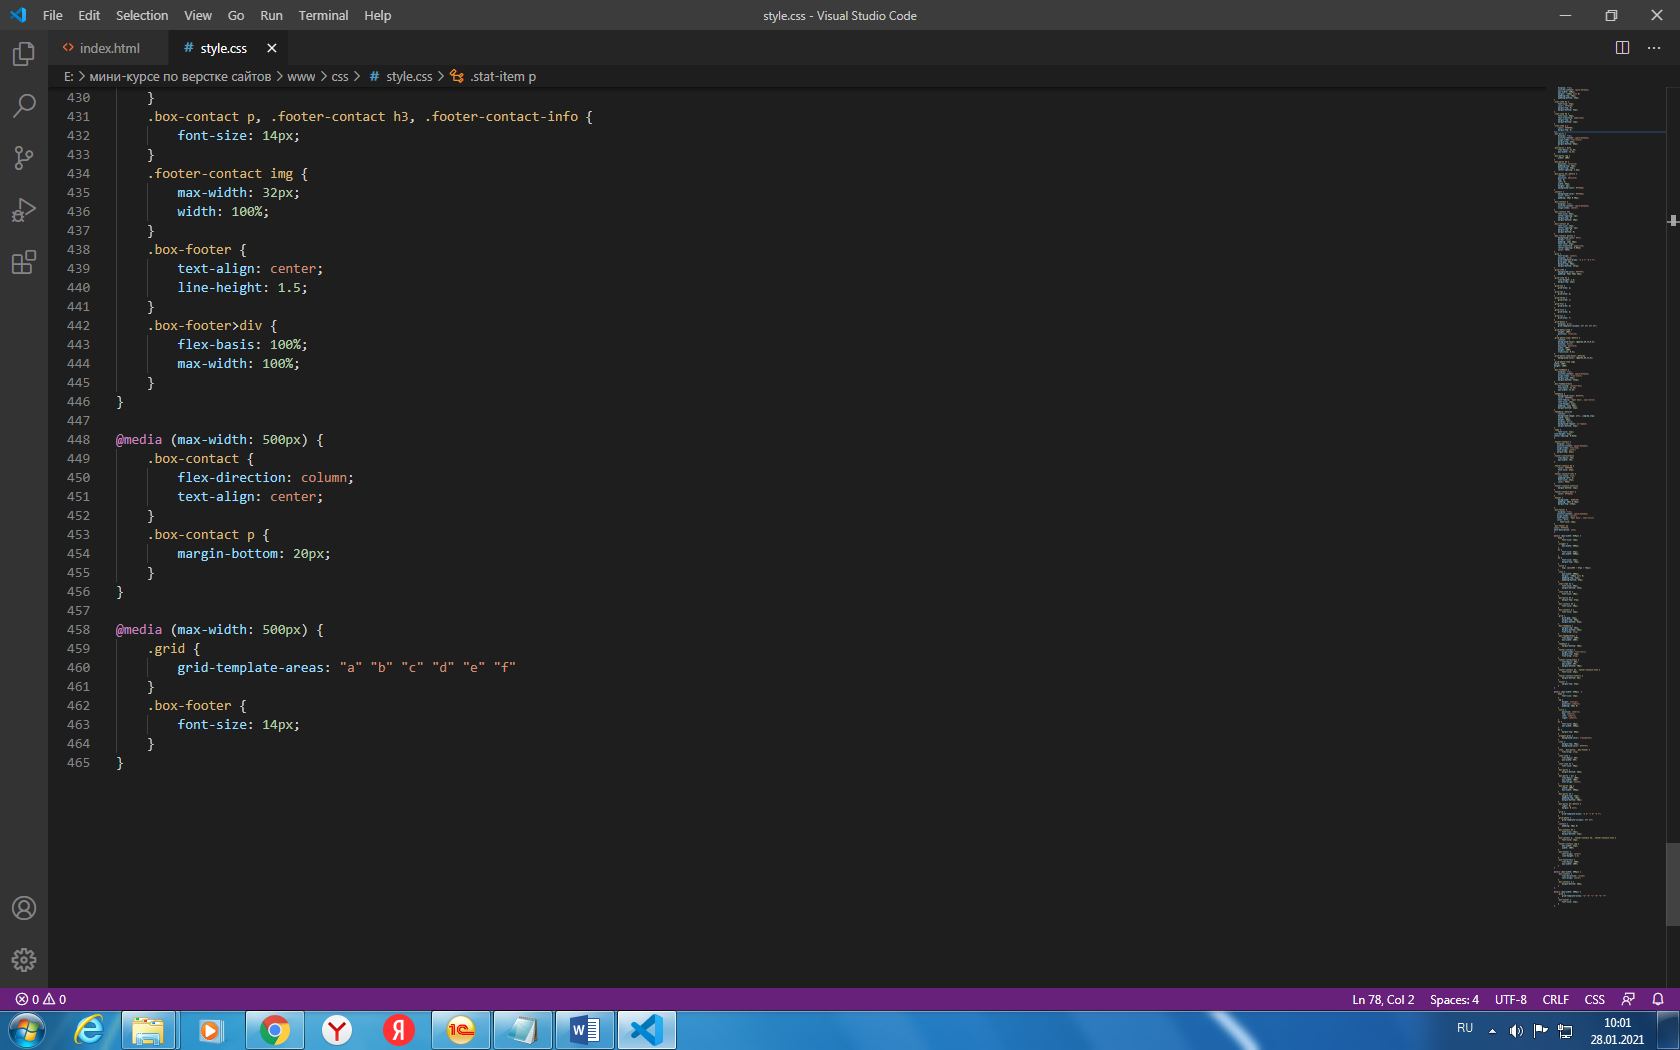 File Edit Selection View Go Run Terminal Help
style.css - Visual Studio Code
<> index.html
# style.css
E: > мини-курсе по верстке сайтов > www > css > # style.css > .stat-item p
430 }
431 .box-contact p, .footer-contact h3, .footer-contact-info {
432 font-size: 14px;
433 }
434 .footer-contact img {
435 max-width: 32px;
436 width: 100%;
437 }
438 .box-footer {
439 text-align: center;
440 line-height: 1.5;
441 }
442 .box-footer>div {
443 flex-basis: 100%;
444 max-width: 100%;
445 }
446 }
447
448 @media (max-width: 500px) {
449 .box-contact {
450 flex-direction: column;
451 text-align: center;
452 }
453 .box-contact p {
454 margin-bottom: 20px;
455 }
456 }
457
458 @media (max-width: 500px) {
459 .grid {
460 grid-template-areas: "a" "b" "c" "d" "e" "f"
461 }
462 .box-footer {
463 font-size: 14px;
464 }
465 }
0 0
Ln 78, Col 2 Spaces: 4 UTF-8 CRLF CSS
RU
10:01
28.01.2021